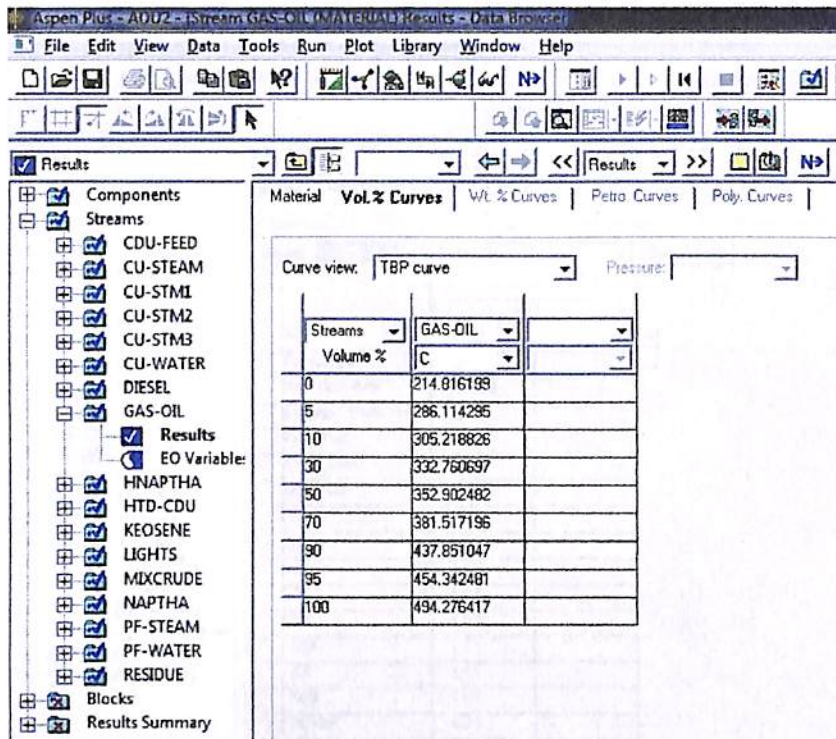 Aspen Plus - ADU2 - [Stream GAS-OIL (MATERIAL) Results - Data Browser]
File Edit View Data Tools Run Plot Library Window Help
N>
Results
<< Results >> N>
Components
Streams
CDU-FEED
CU-STEAM
CU-STM1
CU-STM2
CU-STM3
CU-WATER
DIESEL
GAS-OIL
Results
EO Variable:
HNAPTHA
HTD-CDU
KEOSENE
LIGHTS
MIXCRUDE
NAPTHA
PF-STEAM
PF-WATER
RESIDUE
Blocks
Results Summary
Material Vol.% Curves Wt. % Curves Petro. Curves Poly. Curves
Curve view: TBP curve Pressure:
Streams GAS-OIL
Volume % C
0 214.816199
5 286.114295
10 305.218826
30 332.760697
50 352.902482
70 381.517196
90 437.851047
95 454.342481
100 494.276417